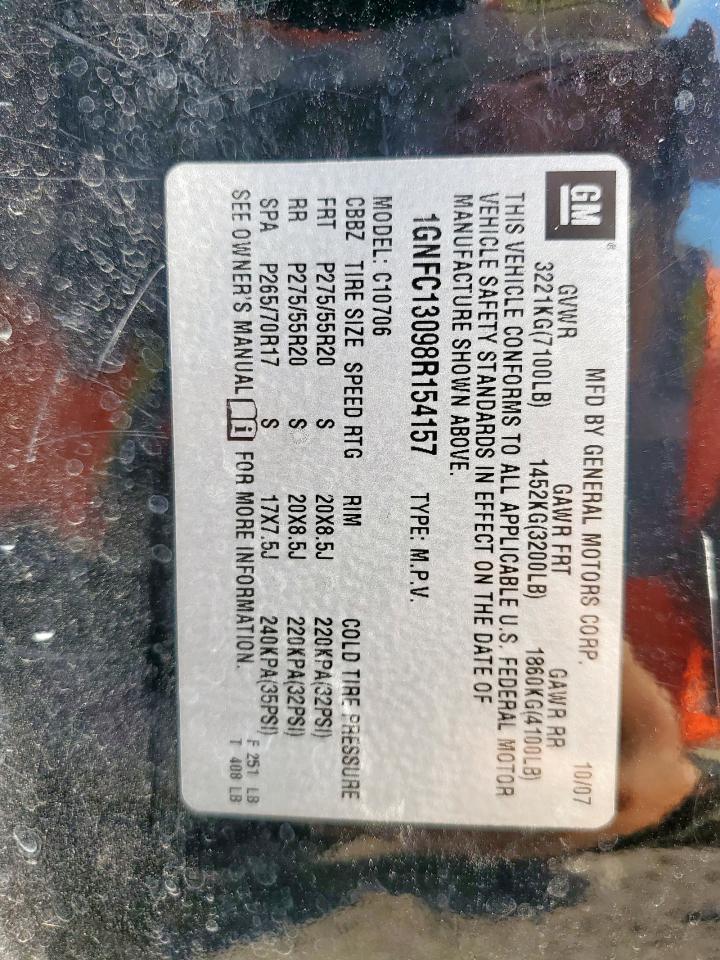 GM ®
MFD BY GENERAL MOTORS CORP. 10/07
GVWR GAWR FRT GAWR RR
3221KG(7100LB) 1452KG(3200LB) 1860KG(4100LB)
THIS VEHICLE CONFORMS TO ALL APPLICABLE U.S. FEDERAL MOTOR
VEHICLE SAFETY STANDARDS IN EFFECT ON THE DATE OF
MANUFACTURE SHOWN ABOVE.
1GNFC13098R154157 TYPE: M.P.V.
MODEL: C10706
CBBZ TIRE SIZE SPEED RTG RIM COLD TIRE PRESSURE
FRT P275/55R20 S 20X8.5J 220KPA(32PSI)
RR P275/55R20 S 20X8.5J 220KPA(32PSI)
SPA P265/70R17 S 17X7.5J 240KPA(35PSI)
SEE OWNER'S MANUAL i FOR MORE INFORMATION.
F 251 LB
T 408 LB